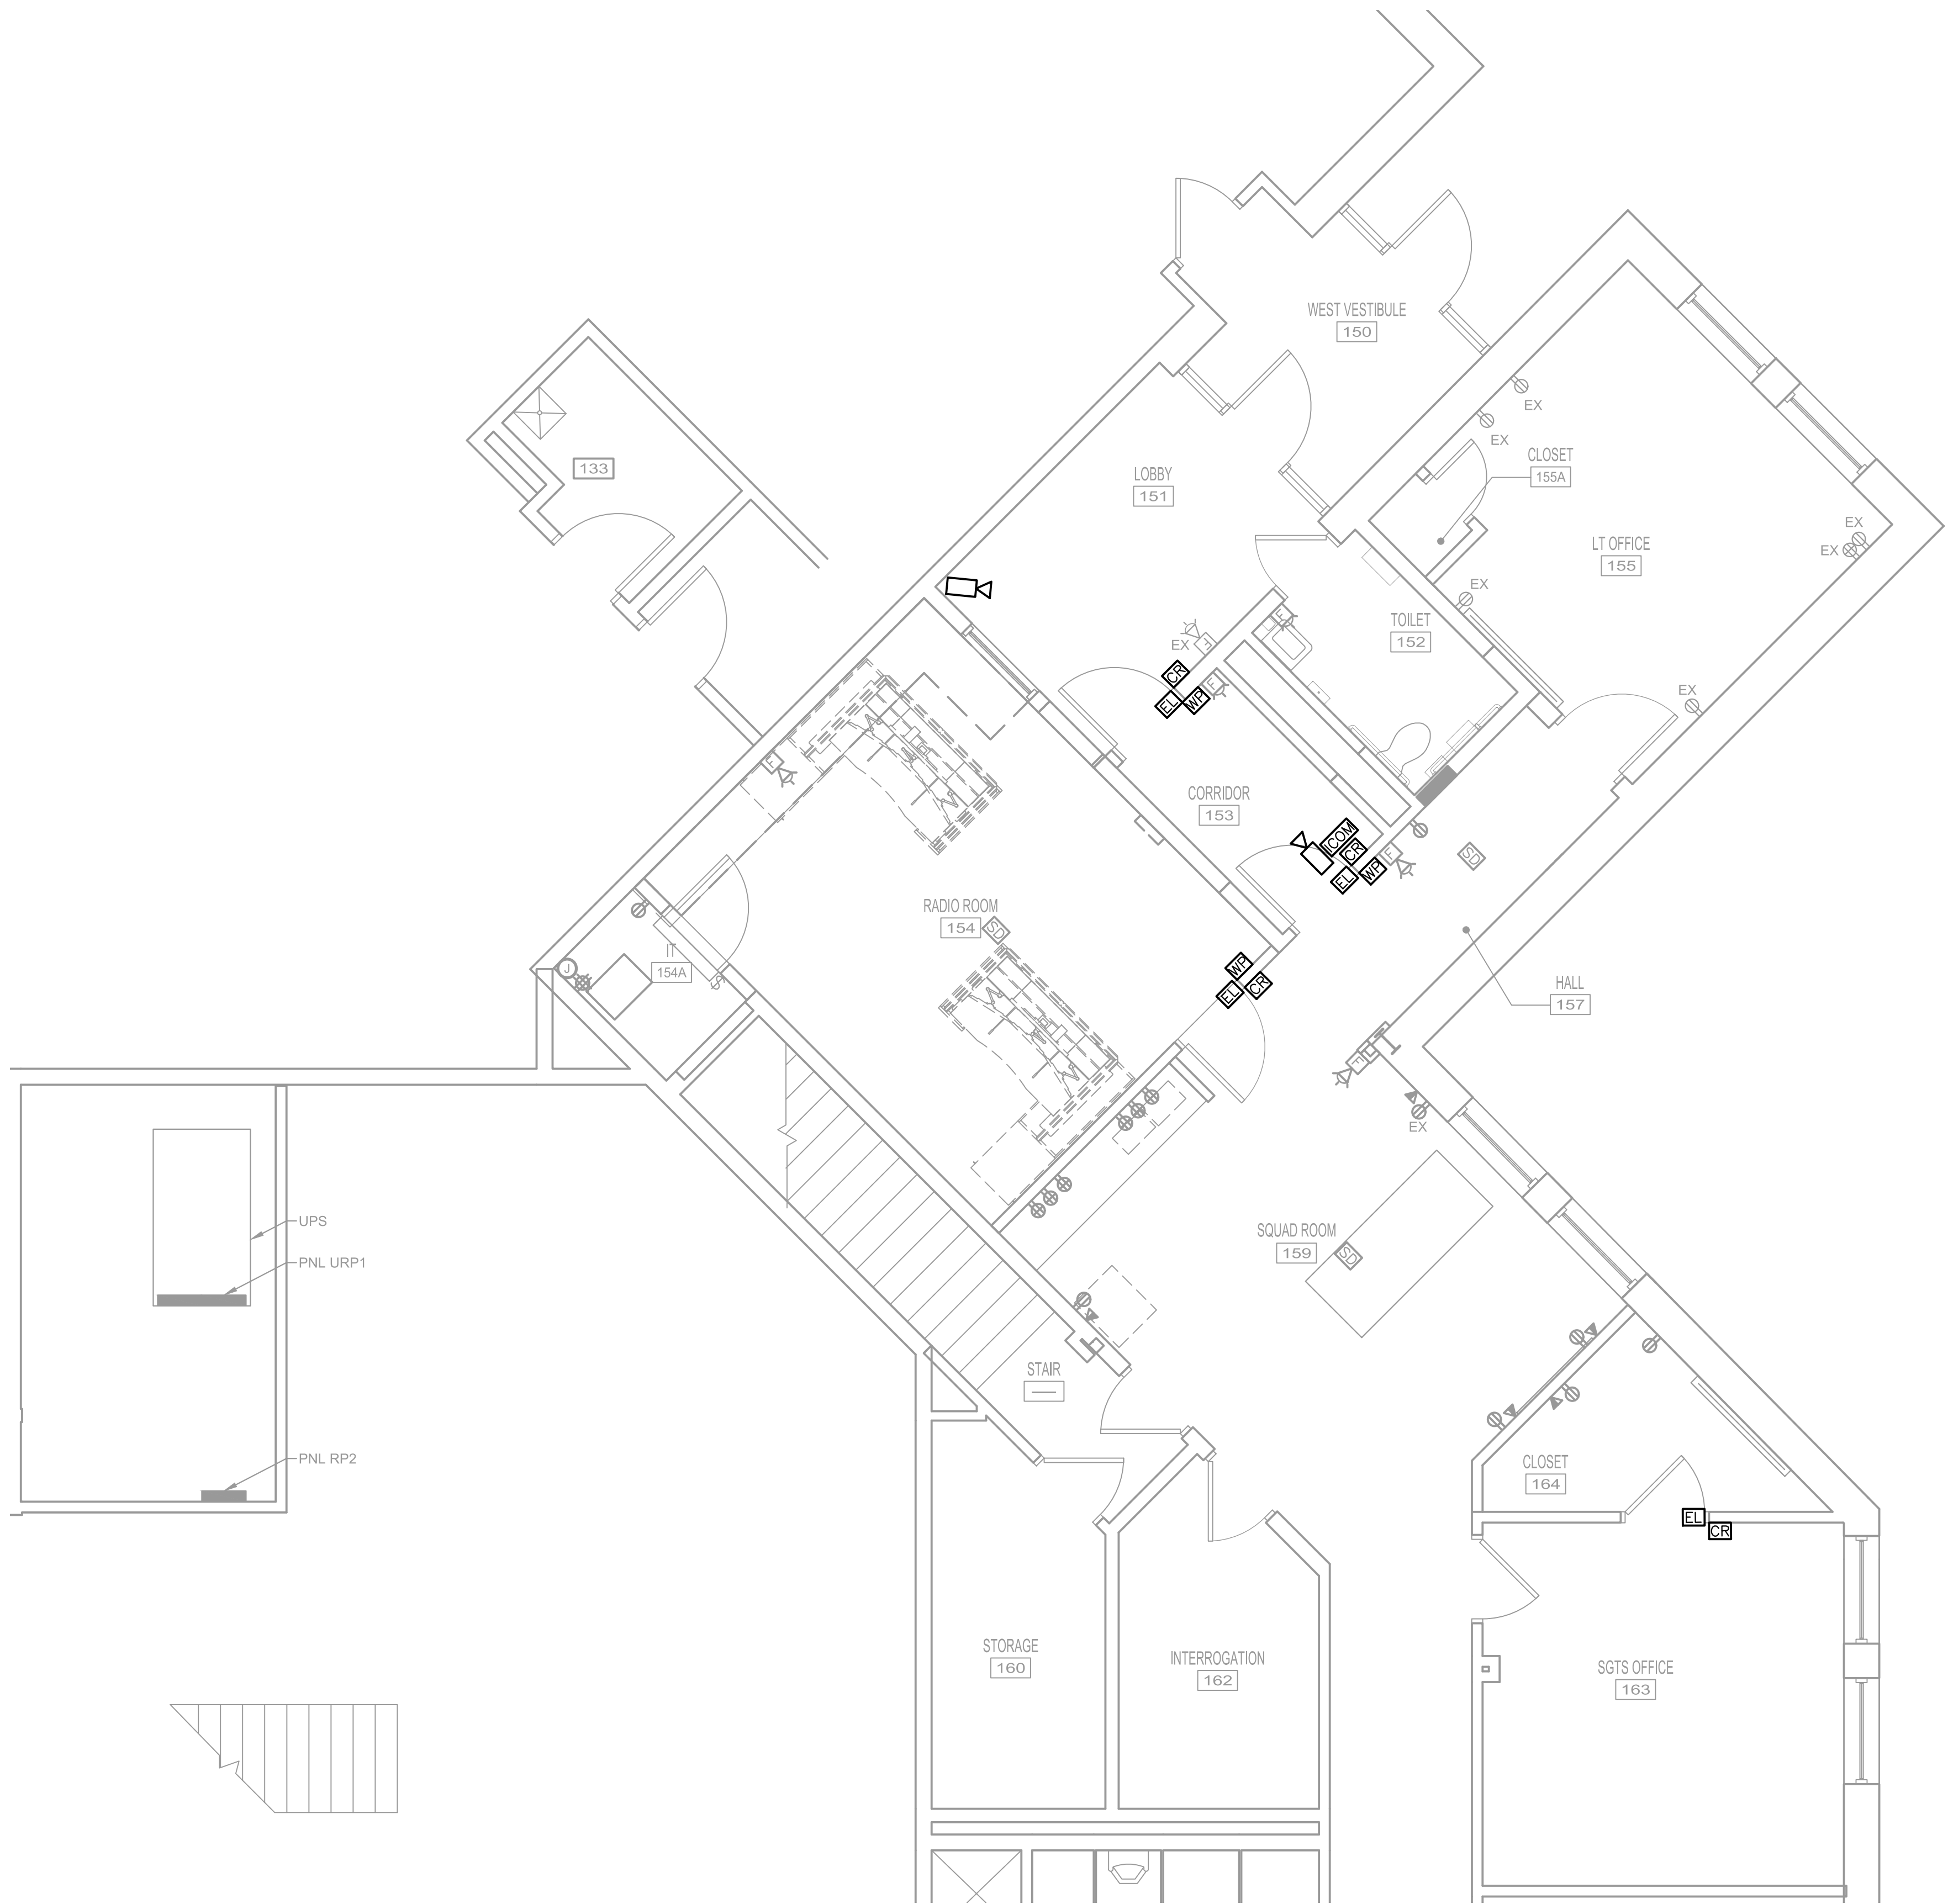 WEST VESTIBULE
150
EX
EX
CLOSET
155A
LOBBY
151
133
EX
LT OFFICE
155
EX
EX
TOILET
152
F
EX
F
CR
F
EL
WP
EX
F
CORRIDOR
153
ICOM
CR
F
WP
EL
SD
RADIO ROOM
154
SD
IT
154A
J
S
WP
EL
CR
HALL
157
F
EX
UPS
PNL URP1
SQUAD ROOM
159
SD
STAIR
PNL RP2
CLOSET
164
EL
CR
STORAGE
160
INTERROGATION
162
SGTS OFFICE
163